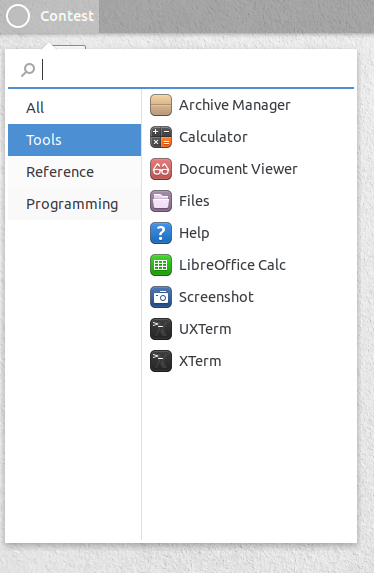 Contest
All
Tools
Reference
Programming
Archive Manager
Calculator
Document Viewer
Files
Help
LibreOffice Calc
Screenshot
UXTerm
XTerm